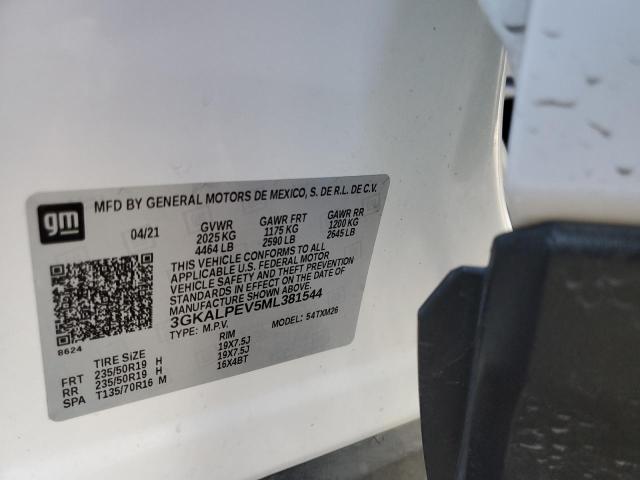 gm
MFD BY GENERAL MOTORS DE MEXICO, S. DE R.L. DE C.V.
04/21 GVWR GAWR FRT GAWR RR
2025 KG 1175 KG 1200 KG
4464 LB 2590 LB 2645 LB
THIS VEHICLE CONFORMS TO ALL
APPLICABLE U.S. FEDERAL MOTOR
VEHICLE SAFETY AND THEFT PREVENTION
STANDARDS IN EFFECT ON THE DATE OF
MANUFACTURE SHOWN ABOVE.
3GKALPEV5ML381544
TYPE: M.P.V. MODEL: 54TXM26
8624
TIRE SIZE RIM
FRT 235/50R19 H 19X7.5J
RR 235/50R19 H 19X7.5J
SPA T135/70R16 M 16X4BT